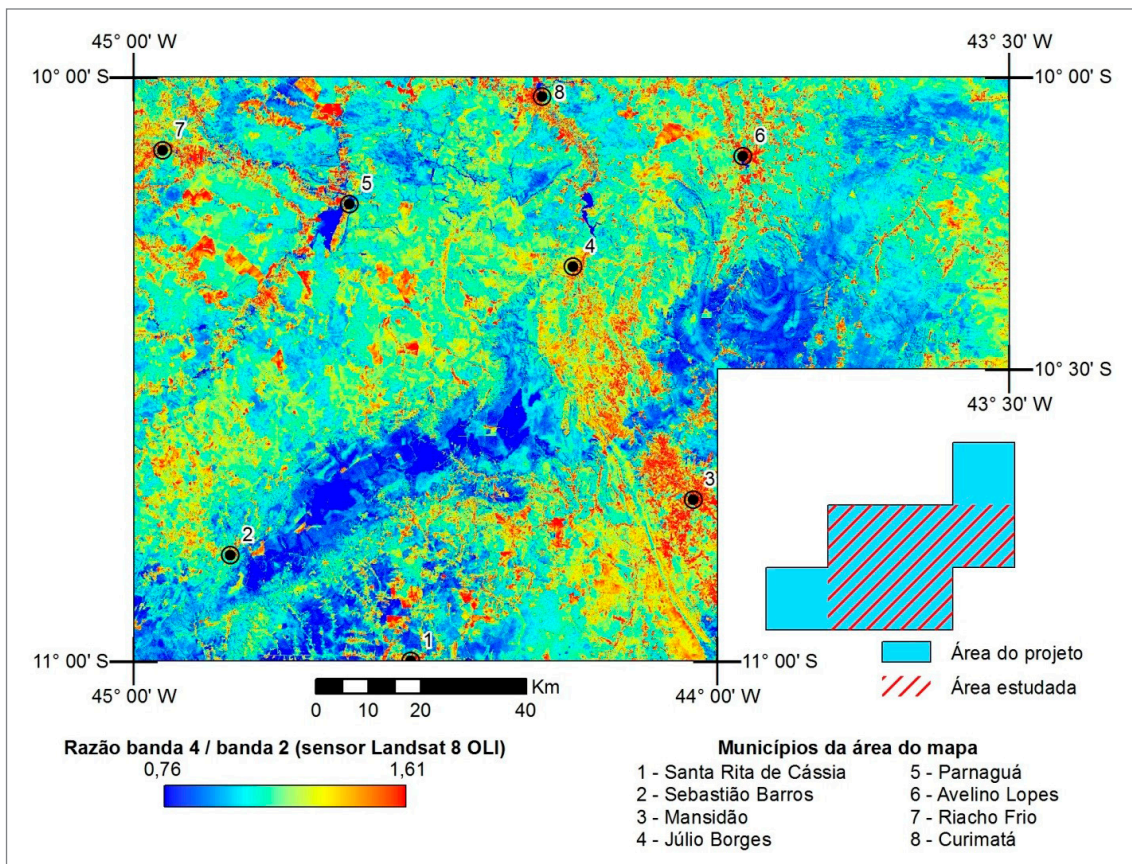 45° 00' W
43° 30' W
10° 00' S
10° 00' S
8
7
6
5
4
10° 30' S
43° 30' W
3
2
1
11° 00' S
11° 00' S
45° 00' W
44° 00' W
Km
0 10 20 40
Área do projeto
Área estudada
Razão banda 4 / banda 2 (sensor Landsat 8 OLI)
0,76 1,61
Municípios da área do mapa
1 - Santa Rita de Cássia
2 - Sebastião Barros
3 - Mansidão
4 - Júlio Borges
5 - Parnaguá
6 - Avelino Lopes
7 - Riacho Frio
8 - Curimatá